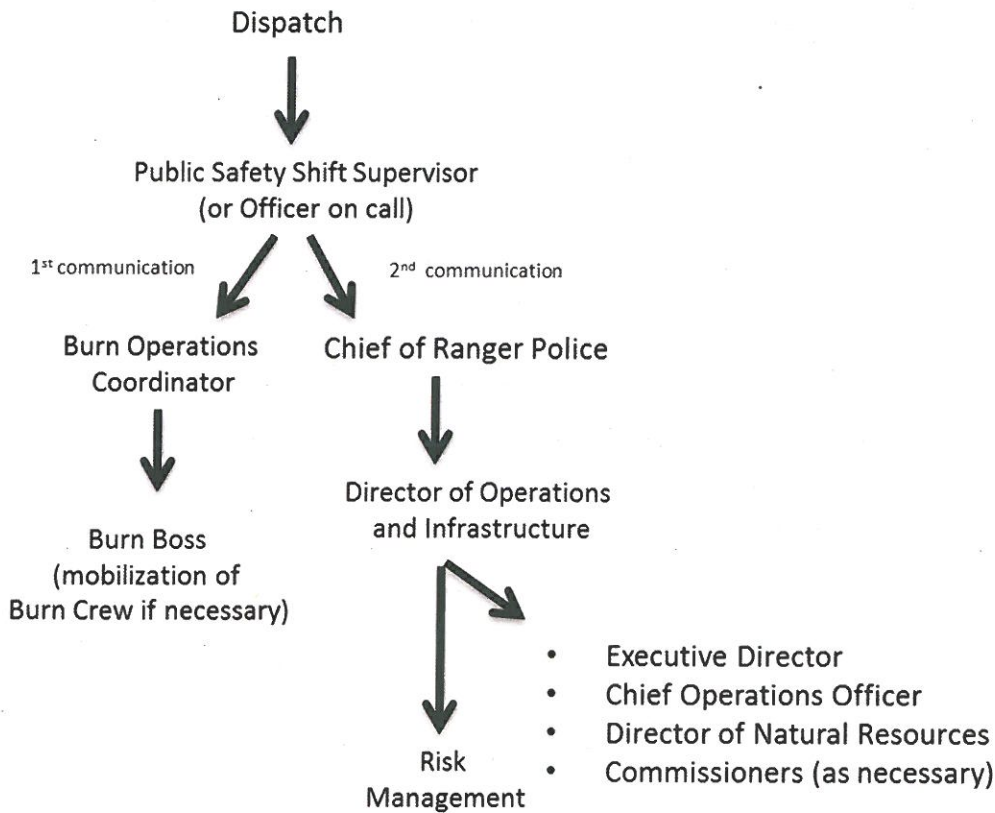 Dispatch
Public Safety Shift Supervisor
(or Officer on call)
1st communication
2nd communication
Burn Operations
Coordinator
Chief of Ranger Police
Director of Operations
and Infrastructure
Burn Boss
(mobilization of
Burn Crew if necessary)
• Executive Director
• Chief Operations Officer
• Director of Natural Resources
• Commissioners (as necessary)
Risk
Management